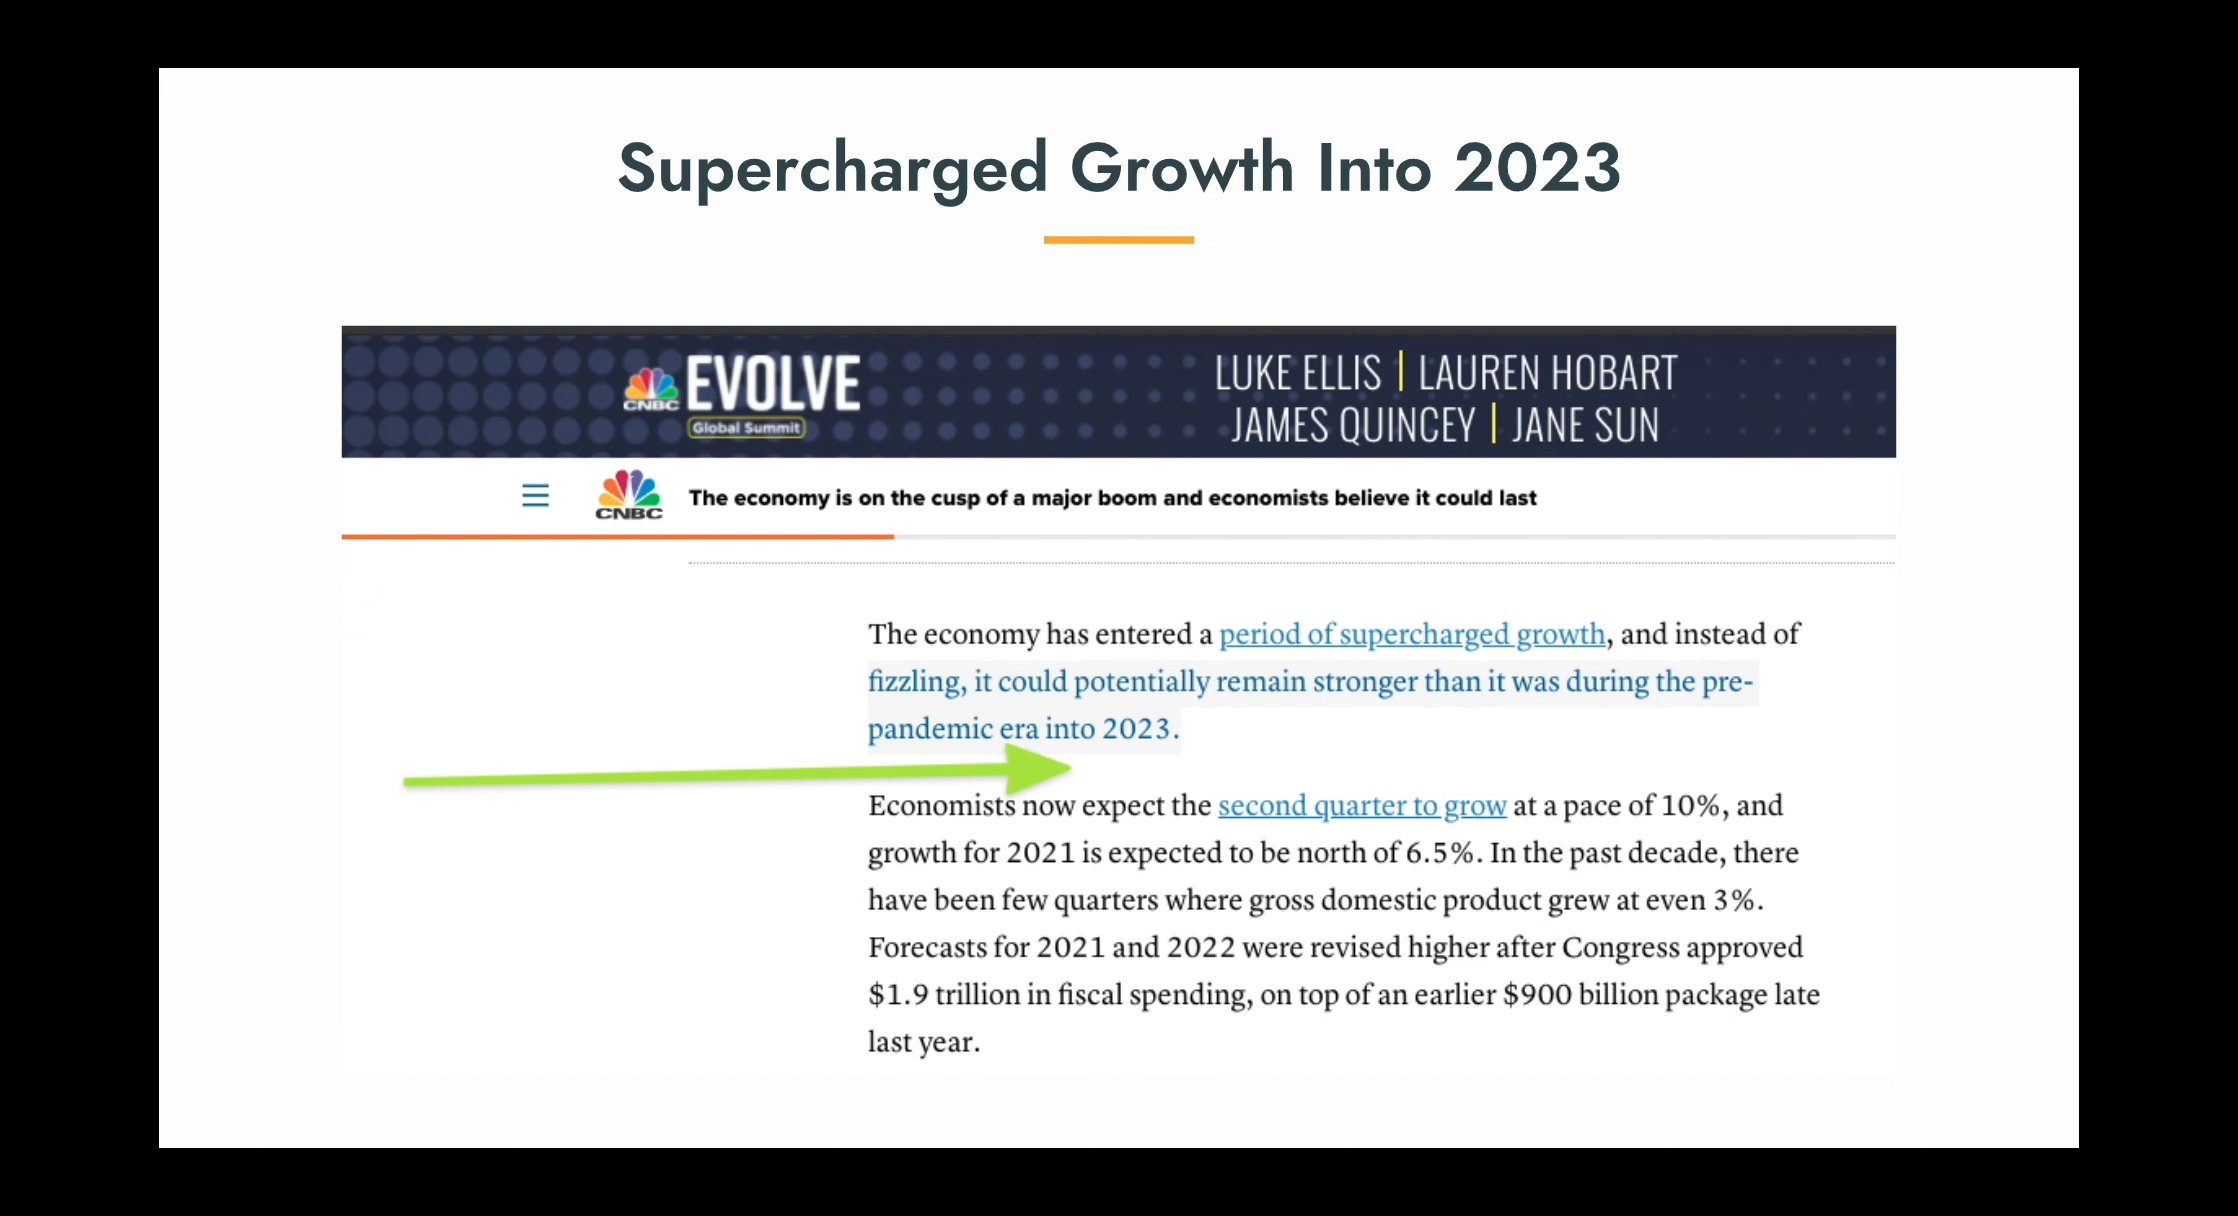 Supercharged Growth Into 2023
CNBC EVOLVE
Global Summit
LUKE ELLIS | LAUREN HOBART
JAMES QUINCEY | JANE SUN
CNBC The economy is on the cusp of a major boom and economists believe it could last
The economy has entered a period of supercharged growth, and instead of
fizzling, it could potentially remain stronger than it was during the pre-
pandemic era into 2023.
Economists now expect the second quarter to grow at a pace of 10%, and
growth for 2021 is expected to be north of 6.5%. In the past decade, there
have been few quarters where gross domestic product grew at even 3%.
Forecasts for 2021 and 2022 were revised higher after Congress approved
$1.9 trillion in fiscal spending, on top of an earlier $900 billion package late
last year.